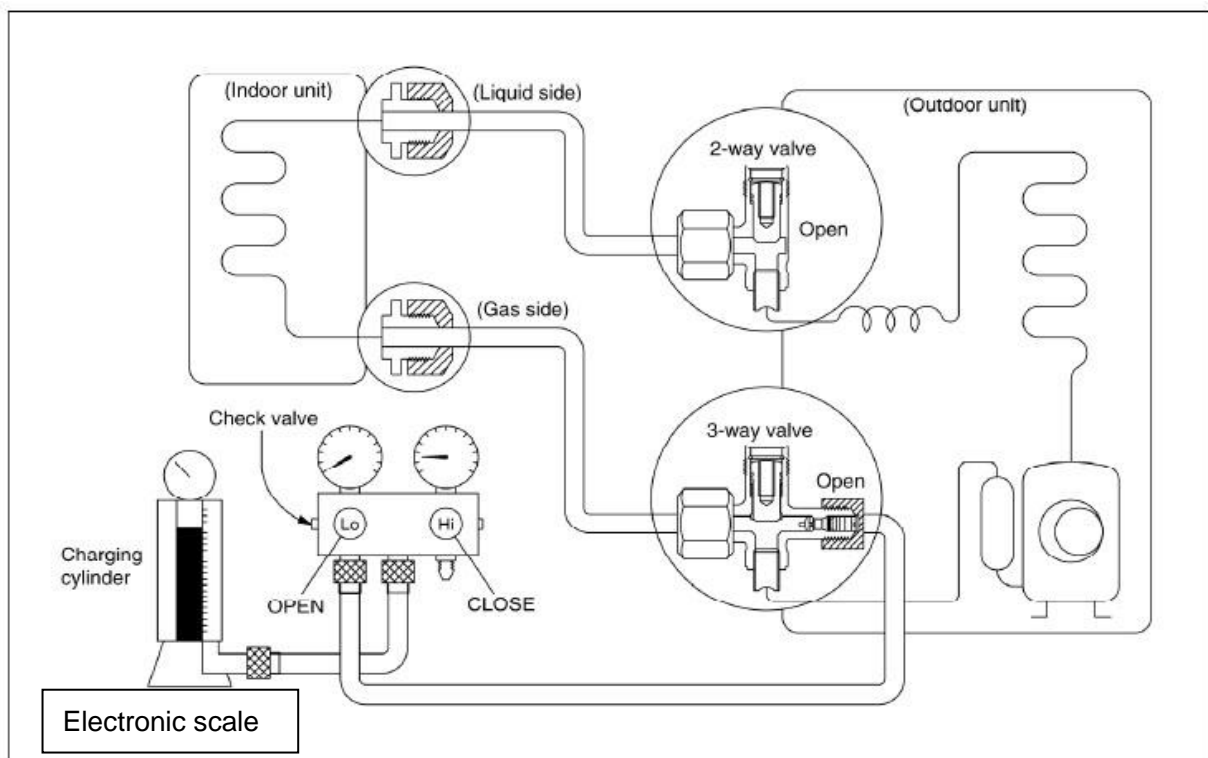 (Indoor unit)
(Liquid side)
(Outdoor unit)
2-way valve
Open
(Gas side)
Check valve
3-way valve
Open
Lo
Hi
Charging
cylinder
OPEN
CLOSE
Electronic scale